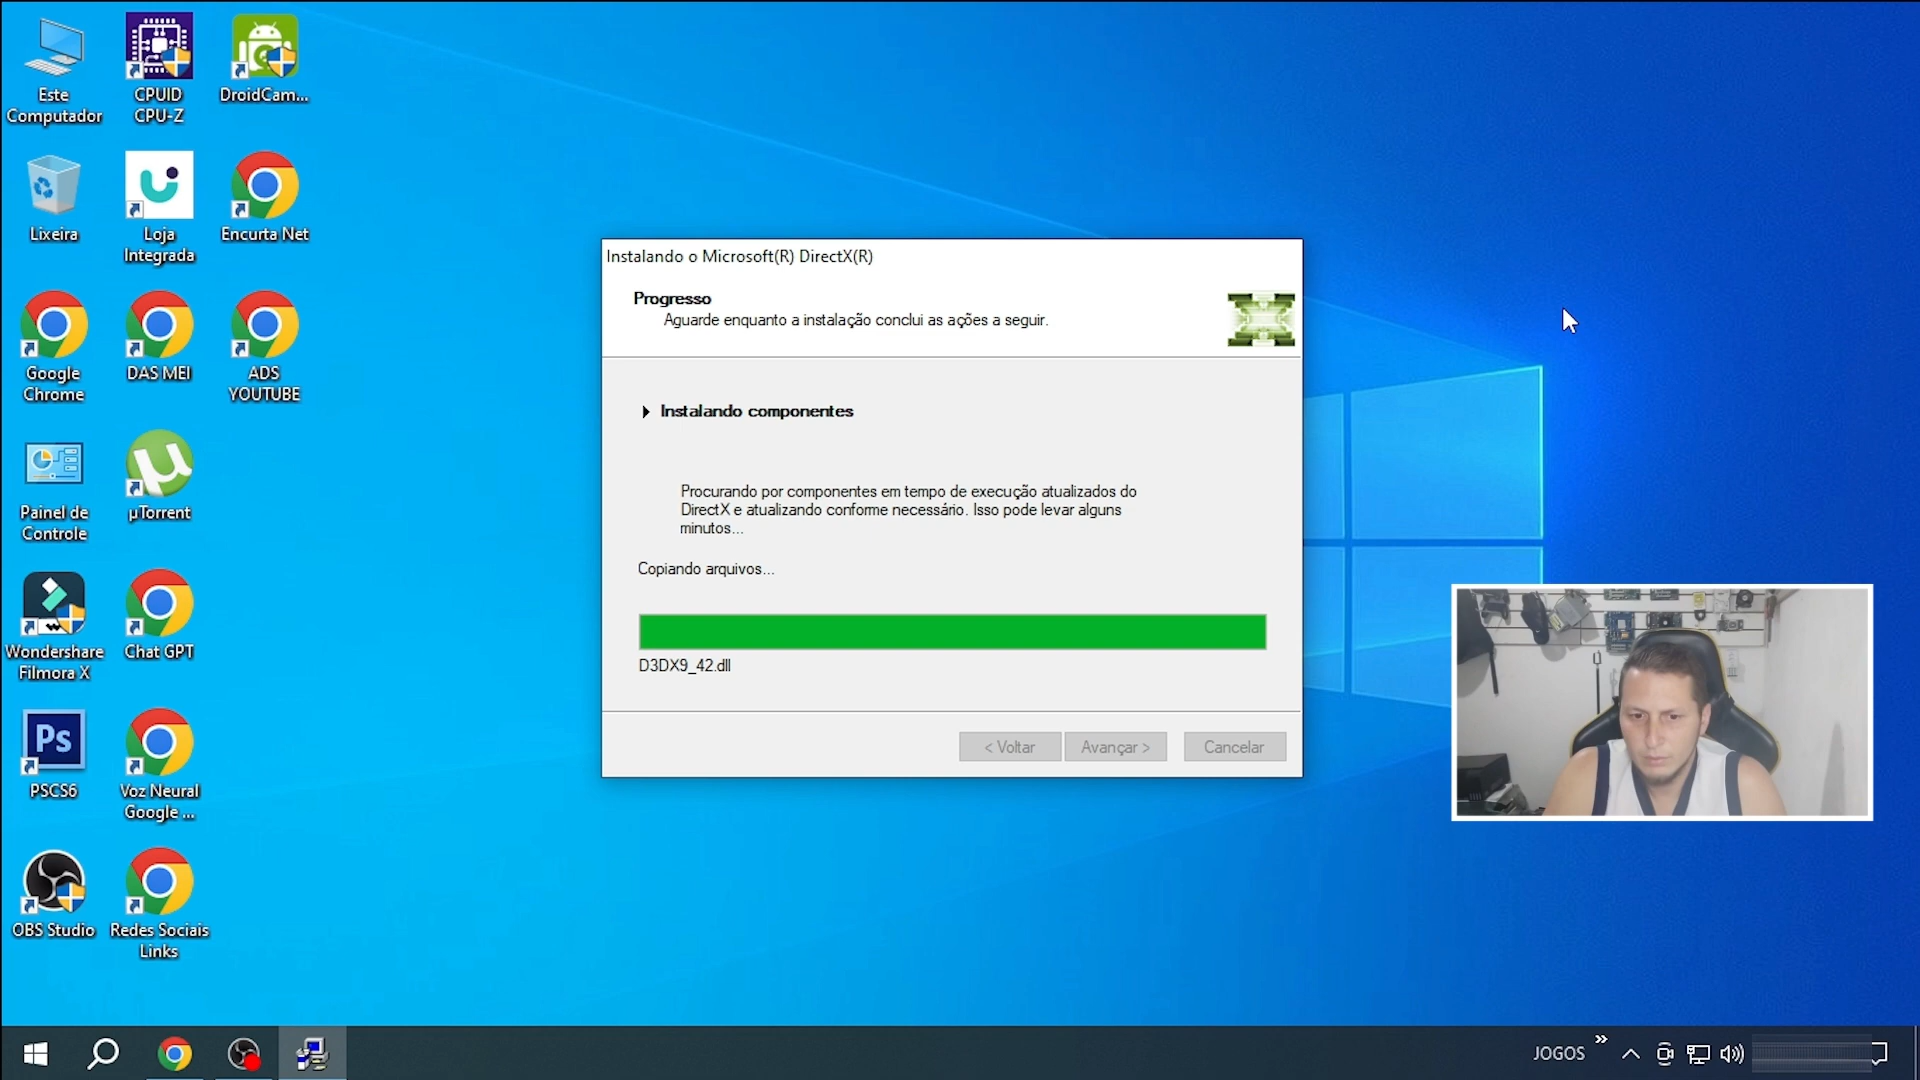 Este
Computador
CPUID
CPU-Z
DroidCam...
Lixeira
Loja
Integrada
Encurta Net
Google
Chrome
DAS MEI
ADS
YOUTUBE
Painel de
Controle
µTorrent
Wondershare
Filmora X
Chat GPT
Ps
PSCS6
Voz Neural
Google ...
OBS Studio
Redes Sociais
Links
Instalando o Microsoft(R) DirectX(R)
Progresso
Aguarde enquanto a instalação conclui as ações a seguir.
Instalando componentes
Procurando por componentes em tempo de execução atualizados do
DirectX e atualizando conforme necessário. Isso pode levar alguns
minutos...
Copiando arquivos...
D3DX9_42.dll
< Voltar
Avançar >
Cancelar
JOGOS